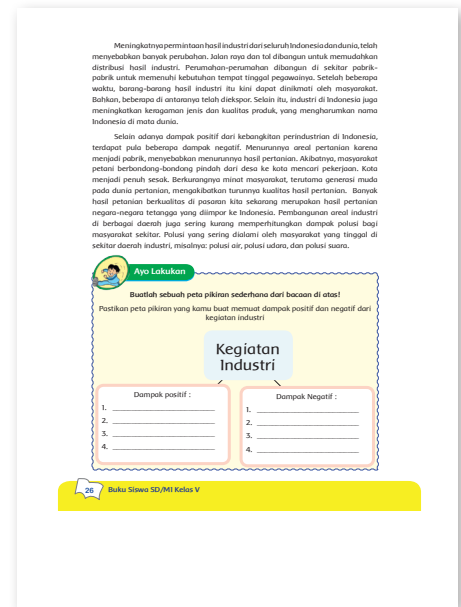 Meningkatnya permintaan hasil industri dari seluruh Indonesia dan dunia, telah
menyebabkan banyak perubahan. Jalan raya dan tol dibangun untuk memudahkan
distribusi hasil industri. Perumahan-perumahan dibangun di sekitar pabrik-
pabrik untuk memenuhi kebutuhan tempat tinggal pegawainya. Setelah beberapa
waktu, barang-barang hasil industri itu kini dapat dinikmati oleh masyarakat.
Bahkan, beberapa di antaranya telah diekspor. Selain itu, industri di Indonesia juga
meningkatkan keragaman jenis dan kualitas produk, yang mengharumkan nama
Indonesia di mata dunia.
Selain adanya dampak positif dari kebangkitan perindustrian di Indonesia,
terdapat pula beberapa dampak negatif. Menurunnya areal pertanian karena
menjadi pabrik, menyebabkan menurunnya hasil pertanian. Akibatnya, masyarakat
petani berbondong-bondong pindah dari desa ke kota mencari pekerjaan. Kota
menjadi penuh sesak. Berkurangnya minat masyarakat, terutama generasi muda
pada dunia pertanian, mengakibatkan turunnya kualitas hasil pertanian. Banyak
hasil petanian berkualitas di pasaran kita sekarang merupakan hasil pertanian
negara-negara tetangga yang diimpor ke Indonesia. Pembangunan areal industri
di berbagai daerah juga sering kurang memperhitungkan dampak polusi bagi
masyarakat sekitar. Polusi yang sering dialami oleh masyarakat yang tinggal di
sekitar daerah industri, misalnya: polusi air, polusi udara, dan polusi suara.
Ayo Lakukan
Buatlah sebuah peta pikiran sederhana dari bacaan di atas!
Pastikan peta pikiran yang kamu buat memuat dampak positif dan negatif dari
kegiatan industri
Kegiatan
Industri
Dampak positif :
1.
2.
3.
4.
Dampak Negatif :
1.
2.
3.
4.
26 Buku Siswa SD/MI Kelas V